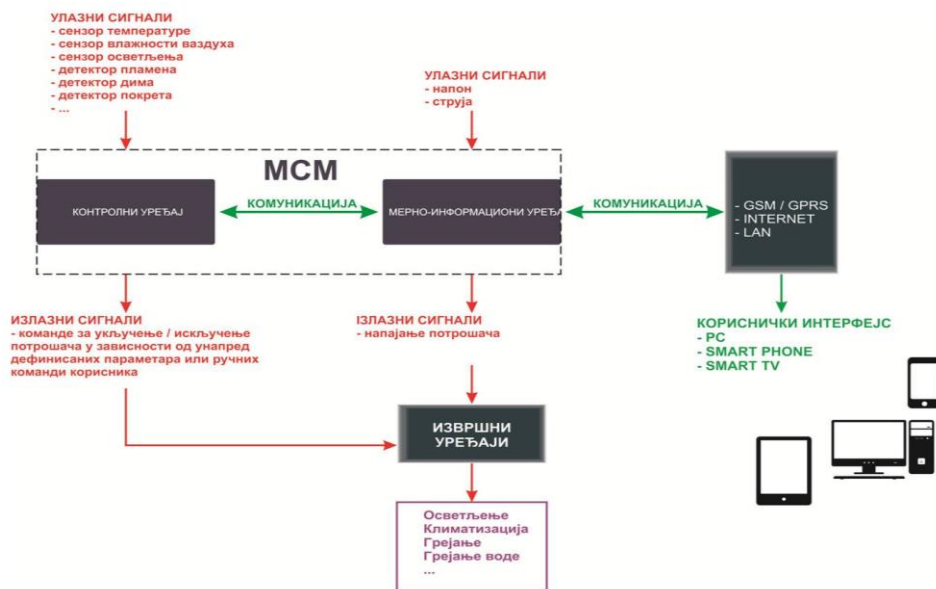 УЛАЗНИ СИГНАЛИ
- сензор температуре
- сензор влажности ваздуха
- сензор осветљења
- детектор пламена
- детектор дима
- детектор покрета
- ...
УЛАЗНИ СИГНАЛИ
- напон
- струја
МСМ
КОНТРОЛНИ УРЕЂАЈ
КОМУНИКАЦИЈА
МЕРНО-ИНФОРМАЦИОНИ УРЕЂА
КОМУНИКАЦИЈА
- GSM / GPRS
- INTERNET
- LAN
ИЗЛАЗНИ СИГНАЛИ
- команде за укључење / искључење
потрошача у зависности од унапред
дефинисаних параметара или ручних
команди корисника
ІЗЛАЗНИ СИГНАЛИ
- напајање потрошача
КОРИСНИЧКИ ИНТЕРФЕЈС
- PC
- SMART PHONE
- SMART TV
ИЗВРШНИ
УРЕЂАЈИ
Осветљење
Климатизација
Грејање
Грејање воде
...